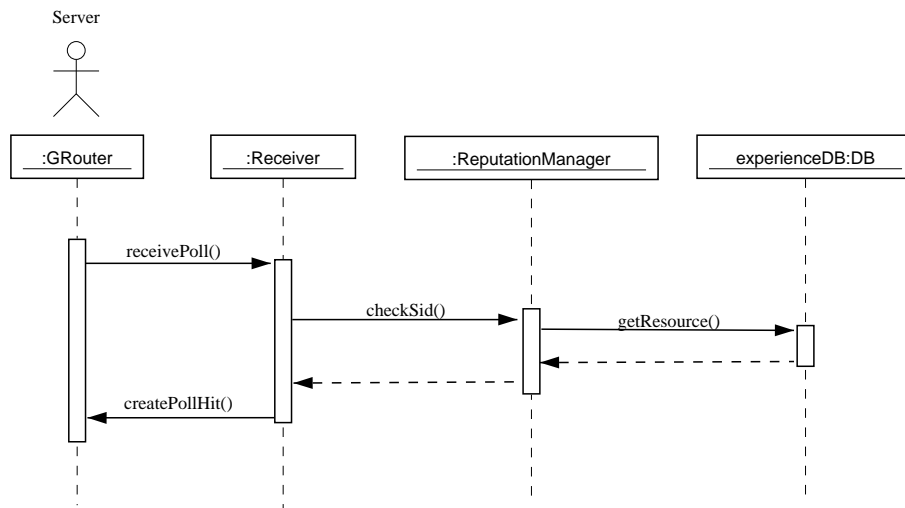 Server
:GRouter
:Receiver
:ReputationManager
experienceDB:DB
receivePoll()
checkSid()
getResource()
createPollHit()